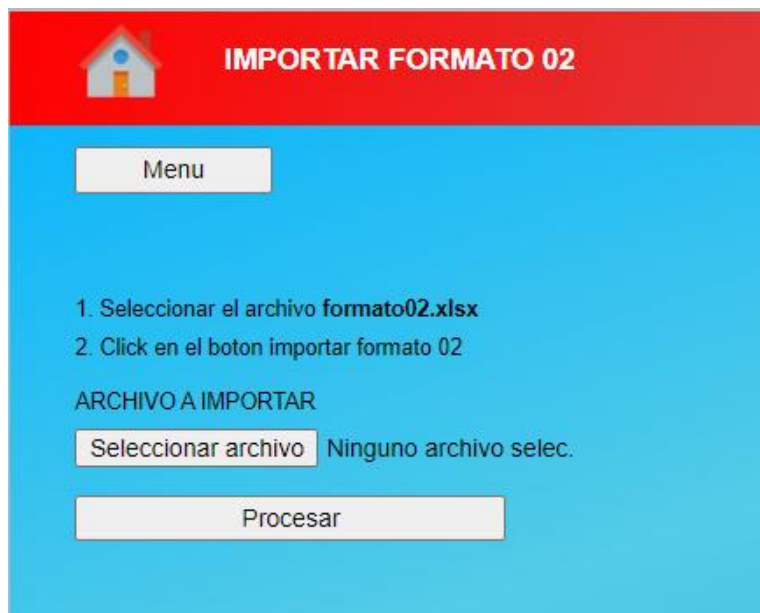 IMPORTAR FORMATO 02
Menu
1. Seleccionar el archivo formato02.xlsx
2. Click en el boton importar formato 02
ARCHIVO A IMPORTAR
Seleccionar archivo Ninguno archivo selec.
Procesar